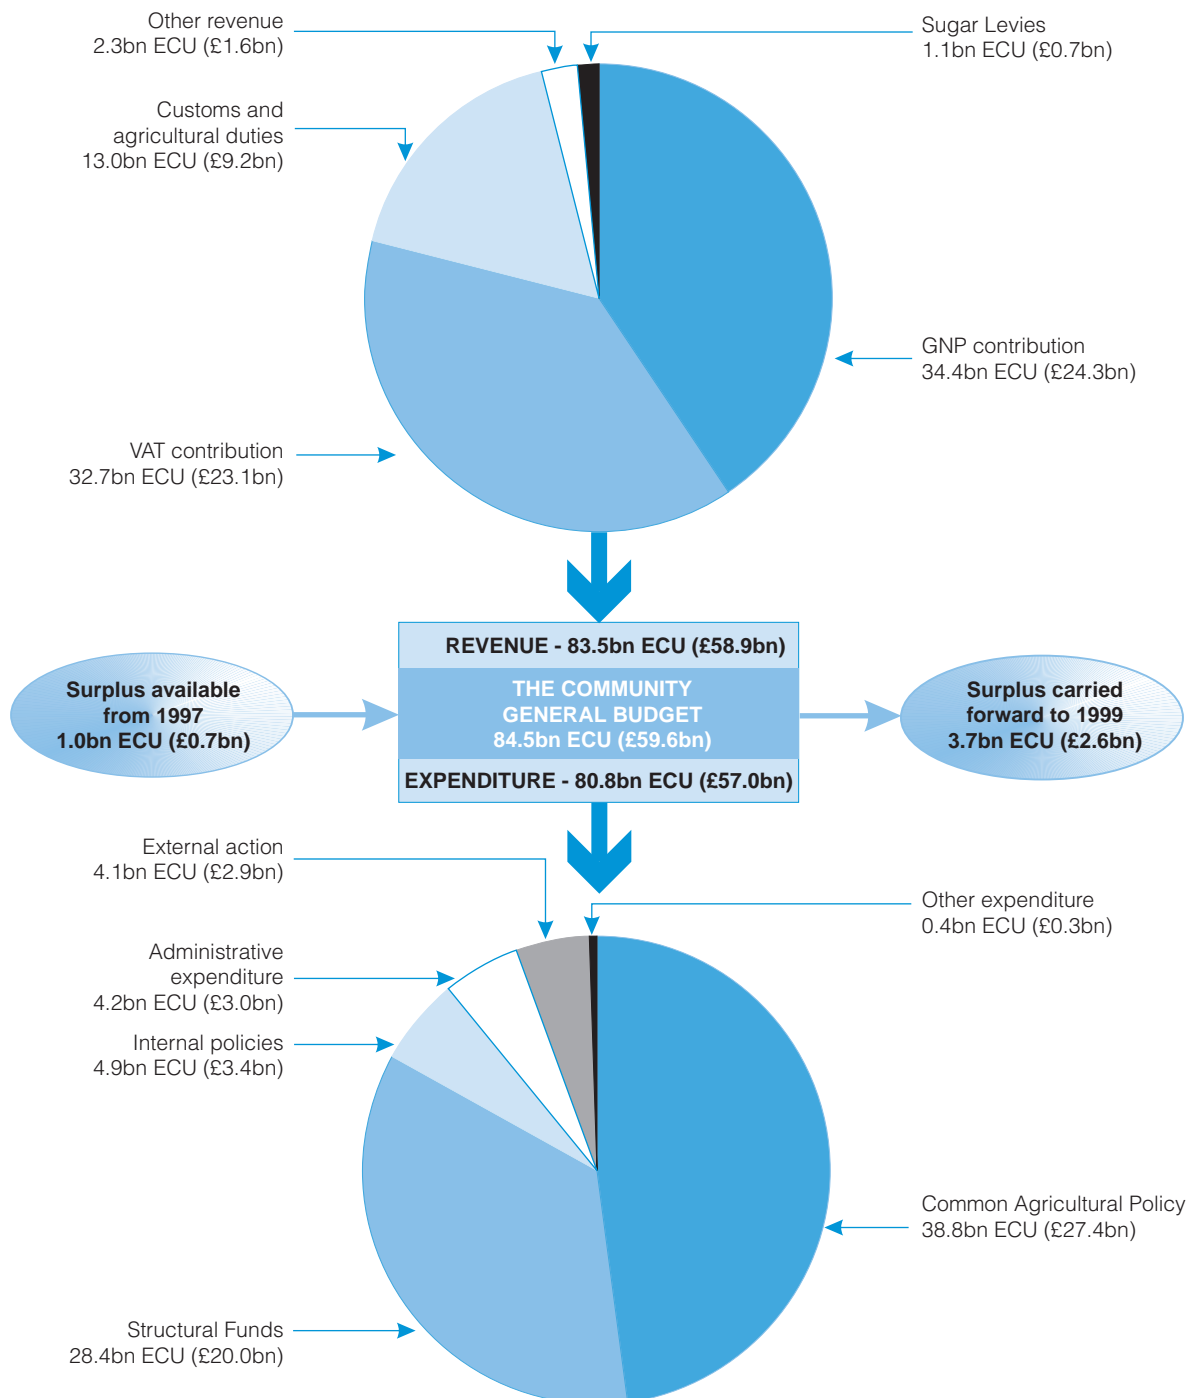 Other revenue
2.3bn ECU (£1.6bn)
Sugar Levies
1.1bn ECU (£0.7bn)
Customs and
agricultural duties
13.0bn ECU (£9.2bn)
GNP contribution
34.4bn ECU (£24.3bn)
VAT contribution
32.7bn ECU (£23.1bn)
REVENUE - 83.5bn ECU (£58.9bn)
Surplus available
from 1997
1.0bn ECU (£0.7bn)
THE COMMUNITY
GENERAL BUDGET
84.5bn ECU (£59.6bn)
Surplus carried
forward to 1999
3.7bn ECU (£2.6bn)
EXPENDITURE - 80.8bn ECU (£57.0bn)
External action
4.1bn ECU (£2.9bn)
Other expenditure
0.4bn ECU (£0.3bn)
Administrative
expenditure
4.2bn ECU (£3.0bn)
Internal policies
4.9bn ECU (£3.4bn)
Common Agricultural Policy
38.8bn ECU (£27.4bn)
Structural Funds
28.4bn ECU (£20.0bn)